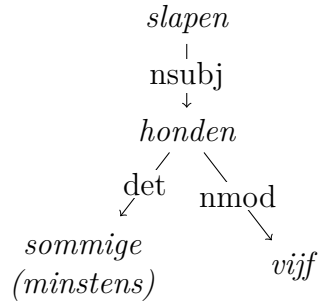 slapen
nsubj
honden
det
nmod
sommige
(minstens)
vijf